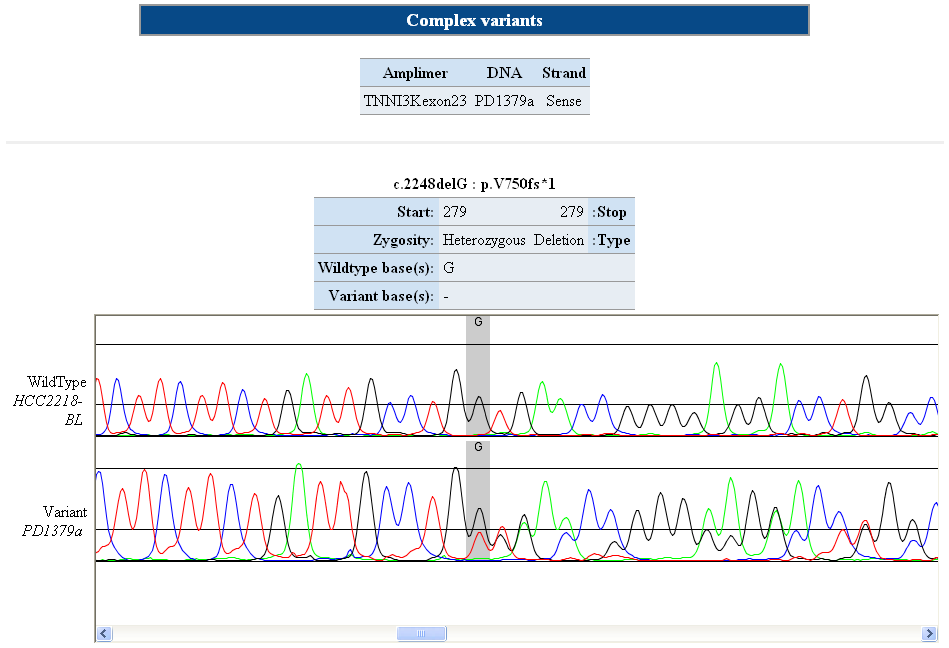 Complex variants
Amplimer DNA Strand
TNNI3Kexon23 PD1379a Sense
c.2248delG : p.V750fs*1
Start: 279 279 :Stop
Zygosity: Heterozygous Deletion :Type
Wildtype base(s): G
Variant base(s): -
G
WildType
HCC2218-
BL
G
Variant
PD1379a